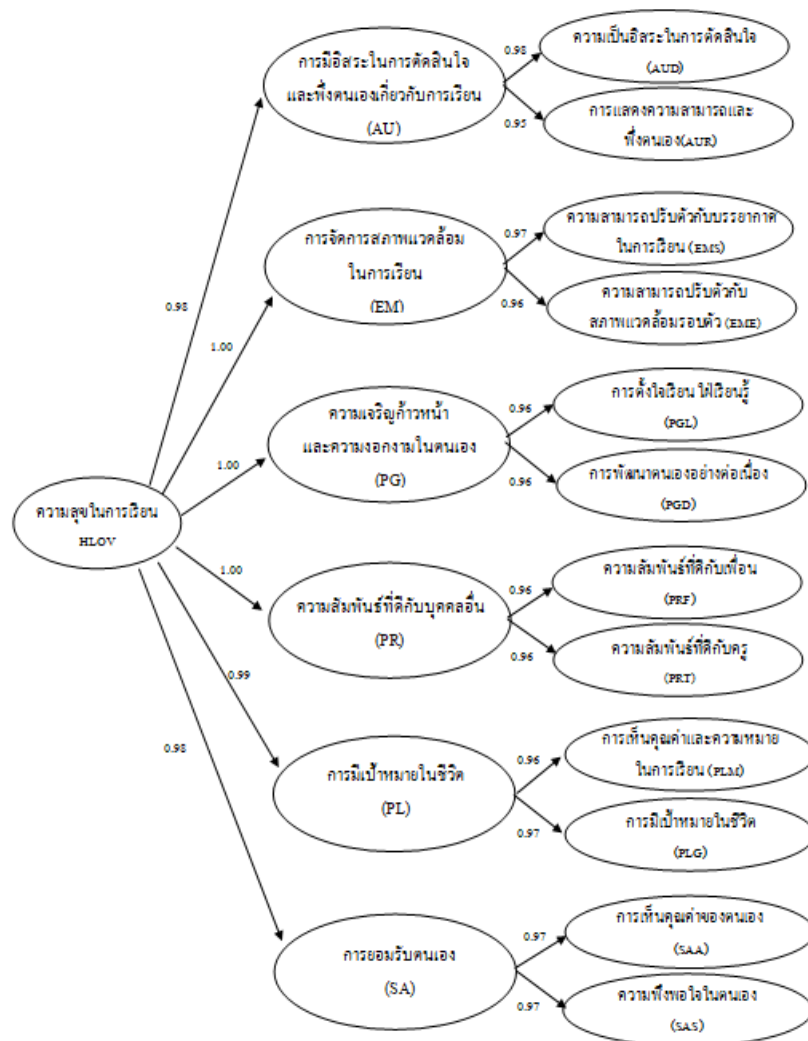 ความสุขในการเรียน
HLOV
0.98
1.00
1.00
1.00
0.99
0.98
การมีอิสระในการตัดสินใจ
และพึ่งตนเองเกี่ยวกับการเรียน
(AU)
0.98
0.95
ความเป็นอิสระในการตัดสินใจ
(AUD)
การแสดงความสามารถและ
พึ่งตนเอง(AUR)
การจัดการสภาพแวดล้อม
ในการเรียน
(EM)
0.97
0.96
ความสามารถปรับตัวกับบรรยากาศ
ในการเรียน (EMS)
ความสามารถปรับตัวกับ
สภาพแวดล้อมรอบตัว (EME)
ความเจริญก้าวหน้า
และความงอกงามในตนเอง
(PG)
0.96
0.96
การตั้งใจเรียน ใฝ่เรียนรู้
(PGL)
การพัฒนาตนเองอย่างต่อเนื่อง
(PGD)
ความสัมพันธ์ที่ดีกับบุคคลอื่น
(PR)
0.96
0.96
ความสัมพันธ์ที่ดีกับเพื่อน
(PRF)
ความสัมพันธ์ที่ดีกับครู
(PRT)
การมีเป้าหมายในชีวิต
(PL)
0.96
0.97
การเห็นคุณค่าและความหมาย
ในการเรียน (PLM)
การมีเป้าหมายในชีวิต
(PLG)
การยอมรับตนเอง
(SA)
0.97
0.97
การเห็นคุณค่าของตนเอง
(SAA)
ความพึงพอใจในตนเอง
(SAS)